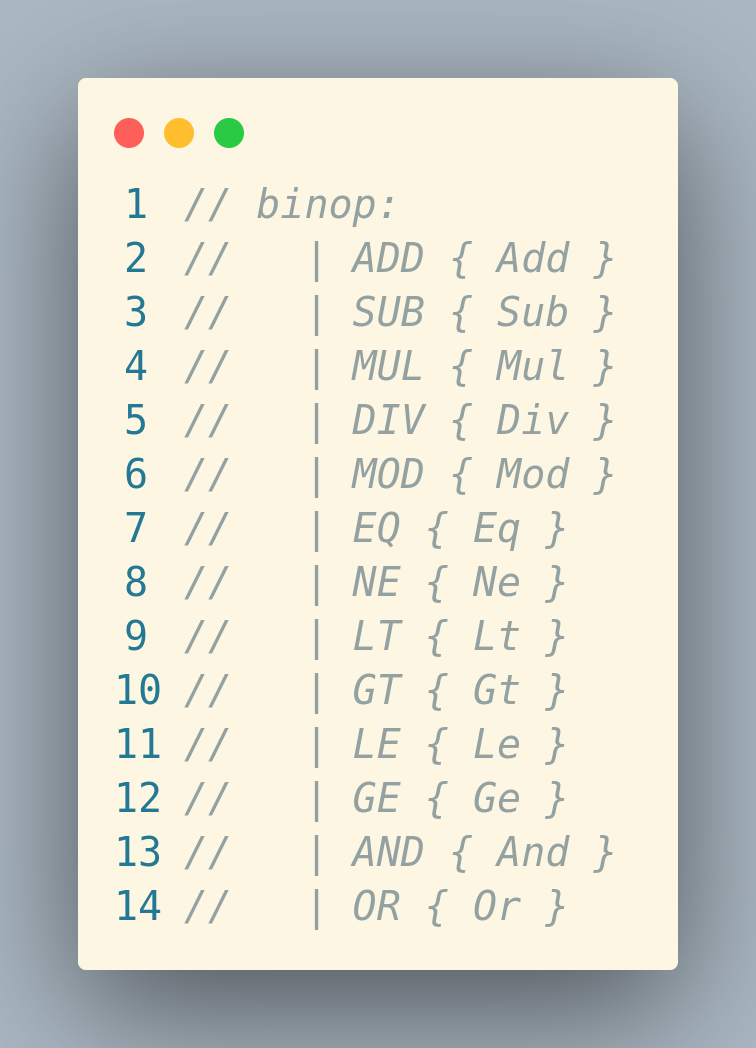 1 // binop:
2 //   | ADD { Add }
3 //   | SUB { Sub }
4 //   | MUL { Mul }
5 //   | DIV { Div }
6 //   | MOD { Mod }
7 //   | EQ { Eq }
8 //   | NE { Ne }
9 //   | LT { Lt }
10 //   | GT { Gt }
11 //   | LE { Le }
12 //   | GE { Ge }
13 //   | AND { And }
14 //   | OR { Or }